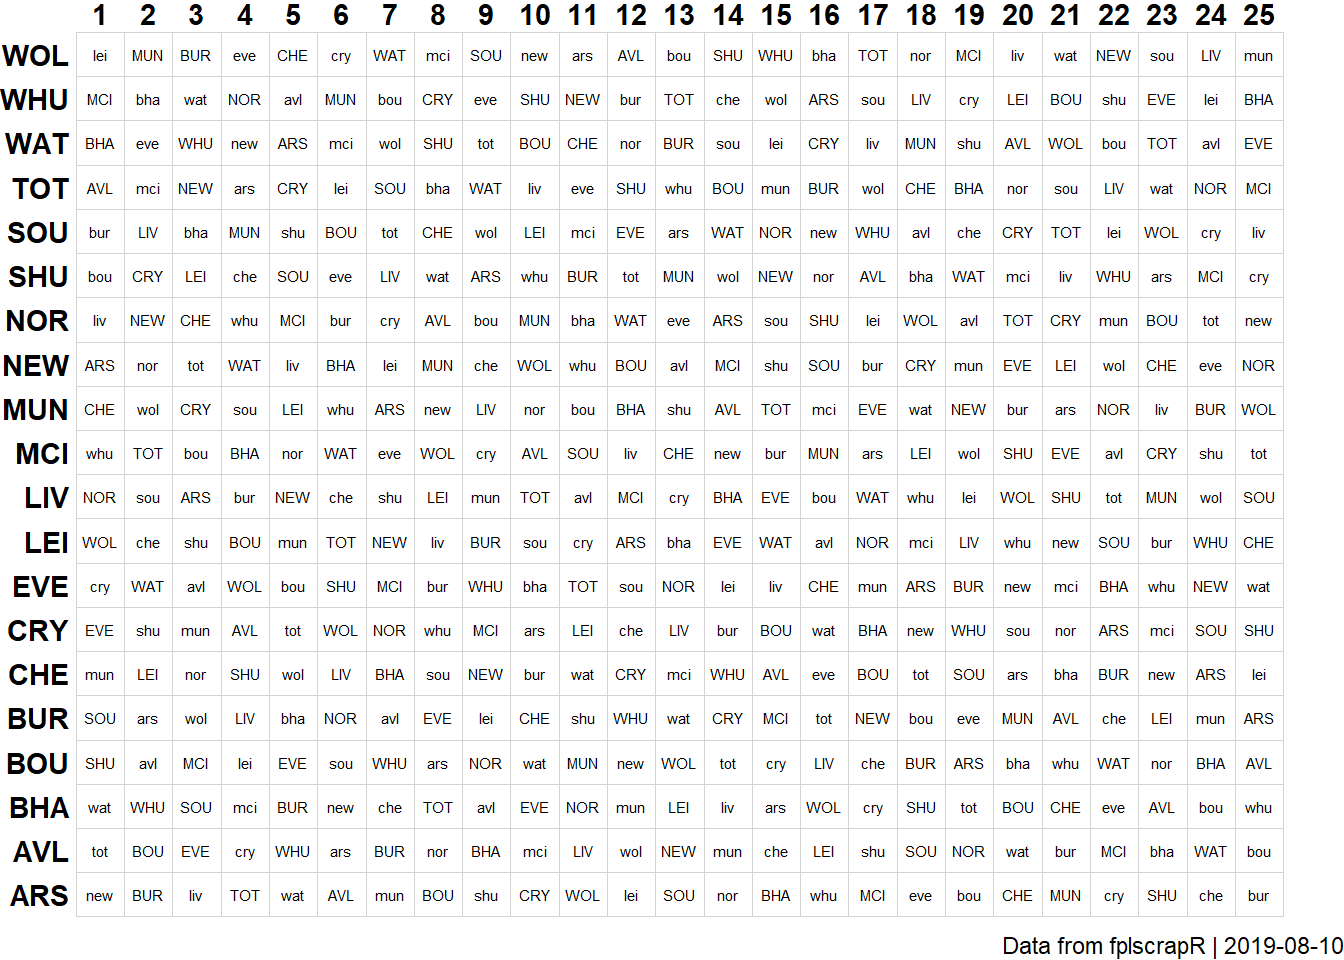 1 2 3 4 5 6 7 8 9 10 11 12 13 14 15 16 17 18 19 20 21 22 23 24 25
WOL lei MUN BUR eve CHE cry WAT mci SOU new ars AVL bou SHU WHU bha TOT nor MCI liv wat NEW sou LIV mun
WHU MCI bha wat NOR avl MUN bou CRY eve SHU NEW bur TOT che wol ARS sou LIV cry LEI BOU shu EVE lei BHA
WAT BHA eve WHU new ARS mci wol SHU tot BOU CHE nor BUR sou lei CRY liv MUN shu AVL WOL bou TOT avl EVE
TOT AVL mci NEW ars CRY lei SOU bha WAT liv eve SHU whu BOU mun BUR wol CHE BHA nor sou LIV wat NOR MCI
SOU bur LIV bha MUN shu BOU tot CHE wol LEI mci EVE ars WAT NOR new WHU avl che CRY TOT lei WOL cry liv
SHU bou CRY LEI che SOU eve LIV wat ARS whu BUR tot MUN wol NEW nor AVL bha WAT mci liv WHU ars MCI cry
NOR liv NEW CHE whu MCI bur cry AVL bou MUN bha WAT eve ARS sou SHU lei WOL avl TOT CRY mun BOU tot new
NEW ARS nor tot WAT liv BHA lei MUN che WOL whu BOU avl MCI shu SOU bur CRY mun EVE LEI wol CHE eve NOR
MUN CHE wol CRY sou LEI whu ARS new LIV nor bou BHA shu AVL TOT mci EVE wat NEW bur ars NOR liv BUR WOL
MCI whu TOT bou BHA nor WAT eve WOL cry AVL SOU liv CHE new bur MUN ars LEI wol SHU EVE avl CRY shu tot
LIV NOR sou ARS bur NEW che shu LEI mun TOT avl MCI cry BHA EVE bou WAT whu lei WOL SHU tot MUN wol SOU
LEI WOL che shu BOU mun TOT NEW liv BUR sou cry ARS bha EVE WAT avl NOR mci LIV whu new SOU bur WHU CHE
EVE cry WAT avl WOL bou SHU MCI bur WHU bha TOT sou NOR lei liv CHE mun ARS BUR new mci BHA whu NEW wat
CRY EVE shu mun AVL tot WOL NOR whu MCI ars LEI che LIV bur BOU wat BHA new WHU sou nor ARS mci SOU SHU
CHE mun LEI nor SHU wol LIV BHA sou NEW bur wat CRY mci WHU AVL eve BOU tot SOU ars bha BUR new ARS lei
BUR SOU ars wol LIV bha NOR avl EVE lei CHE shu WHU wat CRY MCI tot NEW bou eve MUN AVL che LEI mun ARS
BOU SHU avl MCI lei EVE sou WHU ars NOR wat MUN new WOL tot cry LIV che BUR ARS bha whu WAT nor BHA AVL
BHA wat WHU SOU mci BUR new che TOT avl EVE NOR mun LEI liv ars WOL cry SHU tot BOU CHE eve AVL bou whu
AVL tot BOU EVE cry WHU ars BUR nor BHA mci LIV wol NEW mun che LEI shu SOU NOR wat bur MCI bha WAT bou
ARS new BUR liv TOT wat AVL mun BOU shu CRY WOL lei SOU nor BHA whu MCI eve bou CHE MUN cry SHU che bur
Data from fplscrapR | 2019-08-10